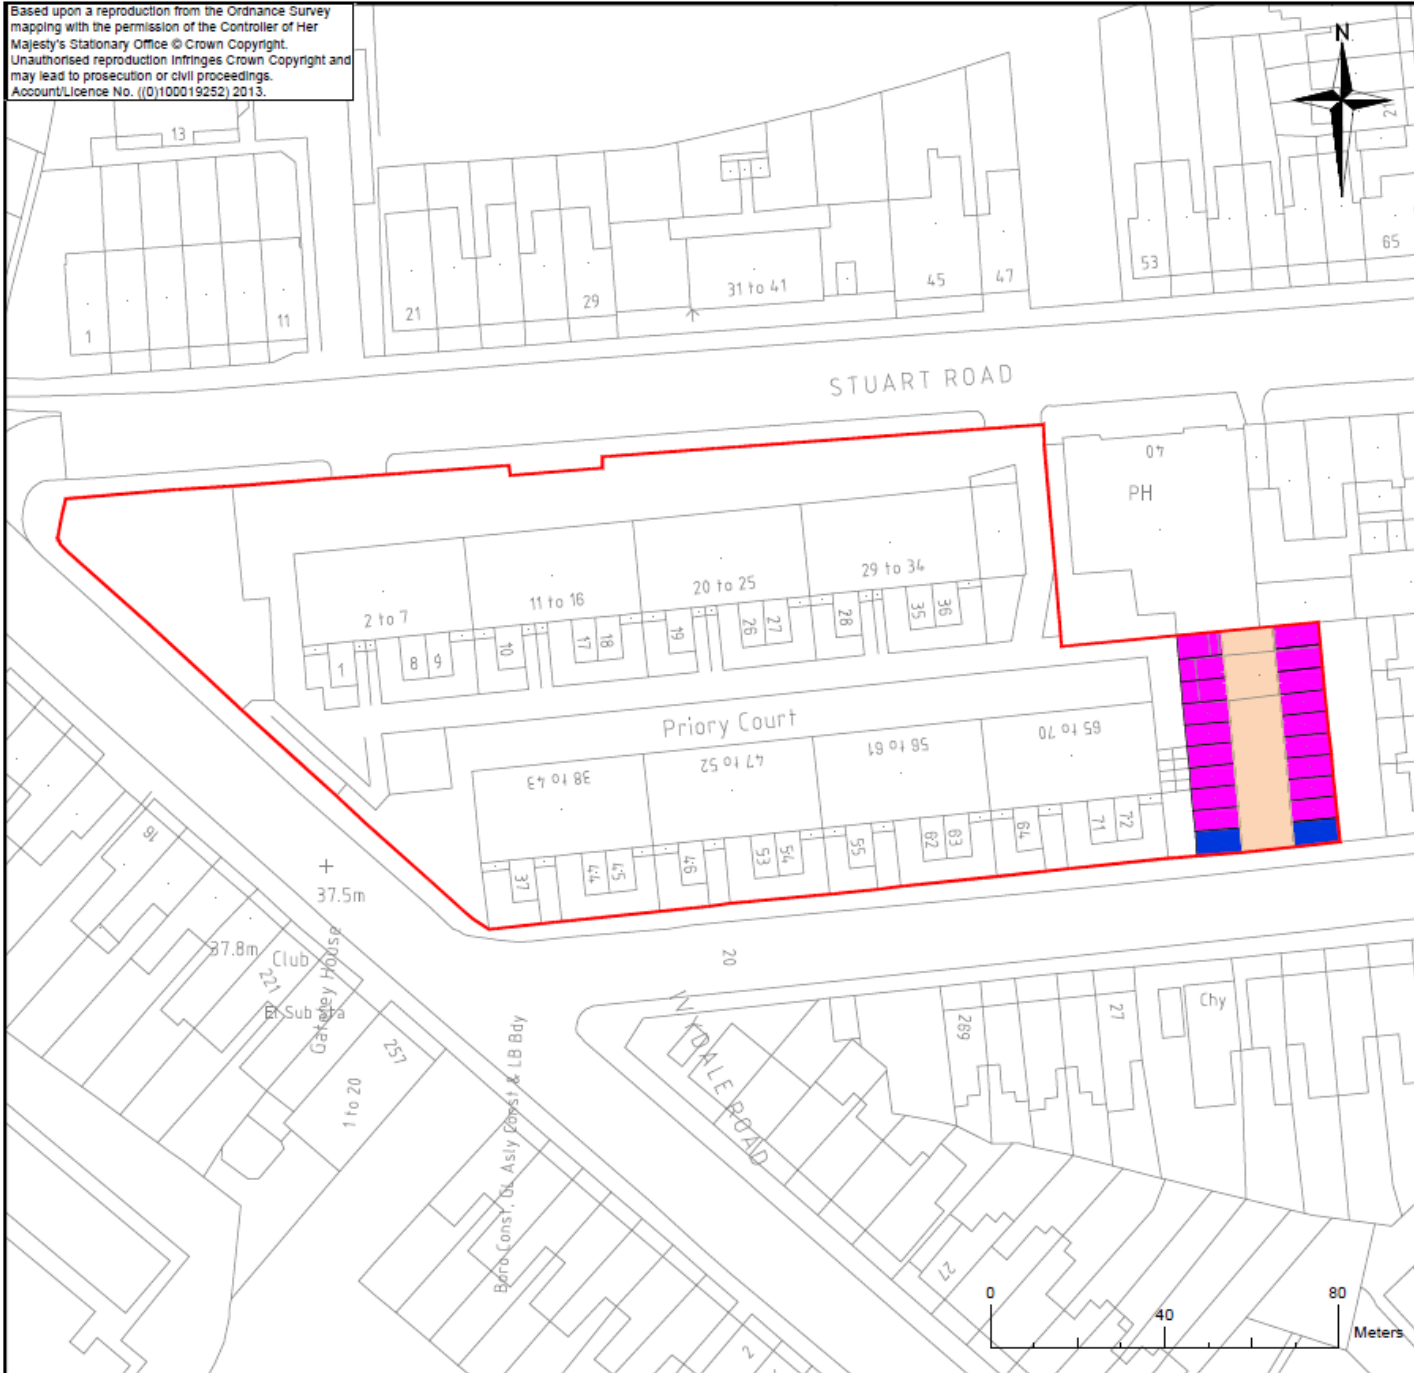 Based upon a reproduction from the Ordnance Survey
mapping with the permission of the Controller of Her
Majesty's Stationary Office © Crown Copyright.
Unauthorised reproduction infringes Crown Copyright and
may lead to prosecution or civil proceedings.
Account/Licence No. ((0)100019252) 2013.
N
13
21
1
11
21
29
31 to 41
45
47
53
65
STUART ROAD
40
PH
2 to 7
11 to 16
20 to 25
29 to 34
1
8
9
10
17
18
19
26
27
28
35
36
Priory Court
38 to 43
47 to 52
56 to 61
65 to 70
37
44
45
46
53
54
55
62
63
64
71
72
16
37.5m
37.8m
Club
221
El Sub Sta
Gateley House
257
1 to 20
Boro Const, GL Asly Const & LB Bdy
20
ROAD
289
27
Chy
27
2
0
40
80
Meters